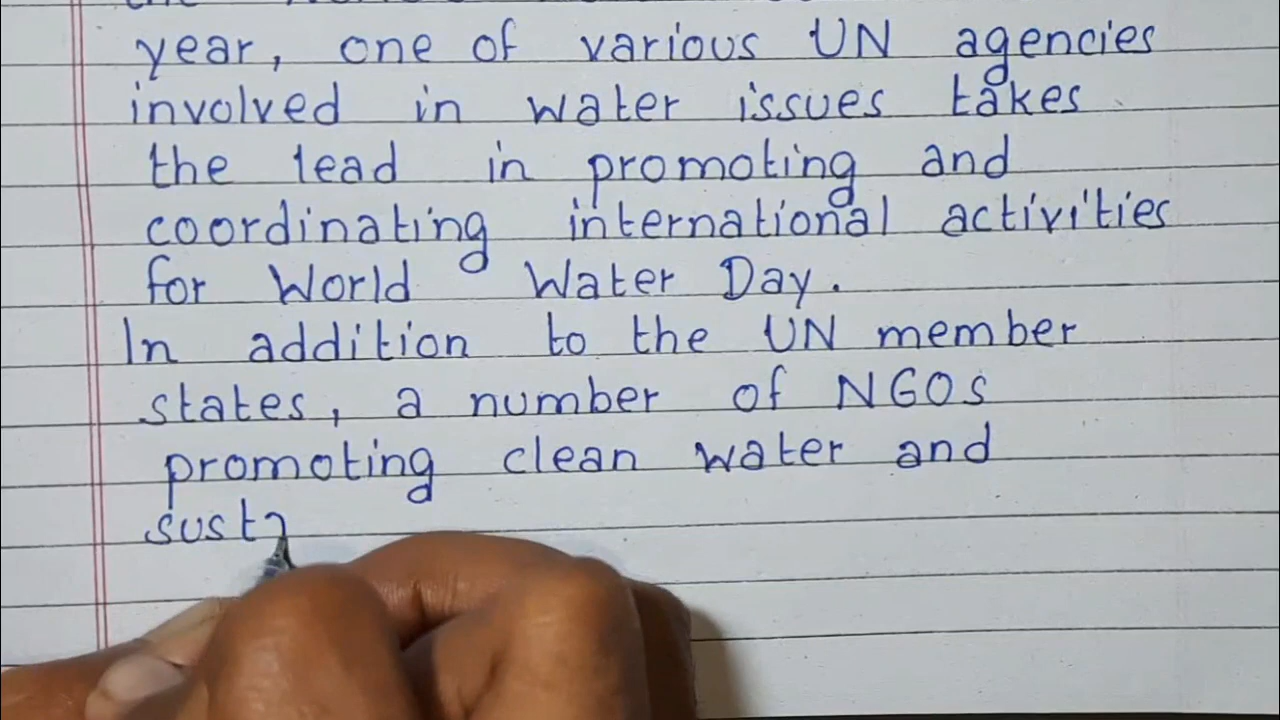 year, one of various UN agencies
involved in water issues takes
the lead in promoting and
coordinating international activities
for World Water Day.
In addition to the UN member
states, a number of NGOs
promoting clean water and